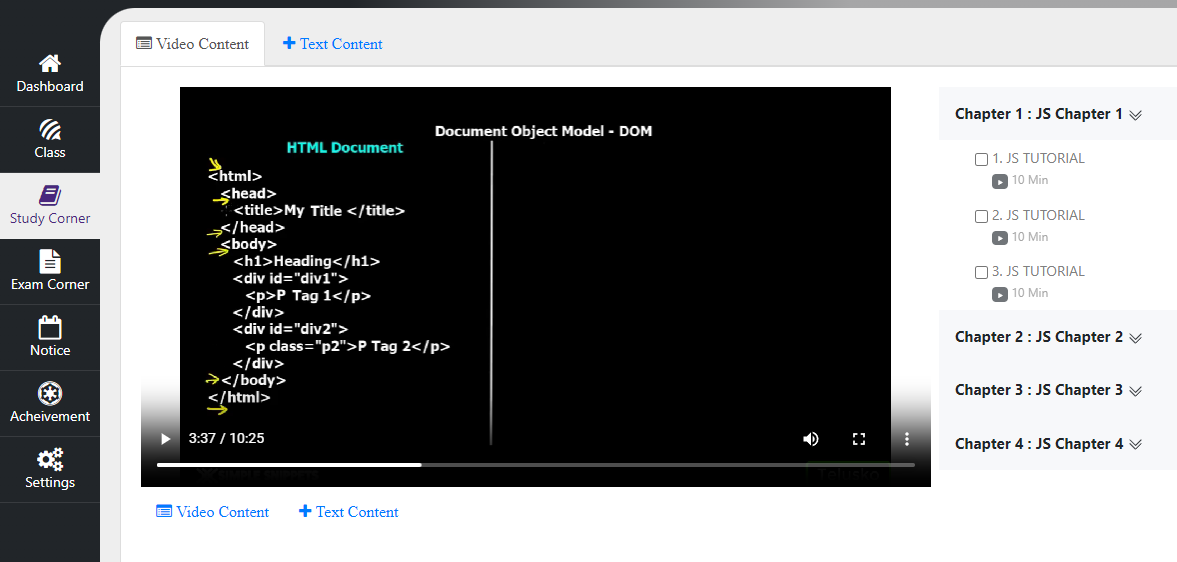 Dashboard
Class
Study Corner
Exam Corner
Notice
Acheivement
Settings
Video Content
Text Content
Document Object Model - DOM
HTML Document
<html>
<head>
<title>My Title </title>
</head>
<body>
<h1>Heading</h1>
<div id="div1">
<p>P Tag 1</p>
</div>
<div id="div2">
<p class="p2">P Tag 2</p>
</div>
</body>
</html>
3:37 / 10:25
Video Content
Text Content
Chapter 1 : JS Chapter 1
1. JS TUTORIAL
10 Min
2. JS TUTORIAL
10 Min
3. JS TUTORIAL
10 Min
Chapter 2 : JS Chapter 2
Chapter 3 : JS Chapter 3
Chapter 4 : JS Chapter 4